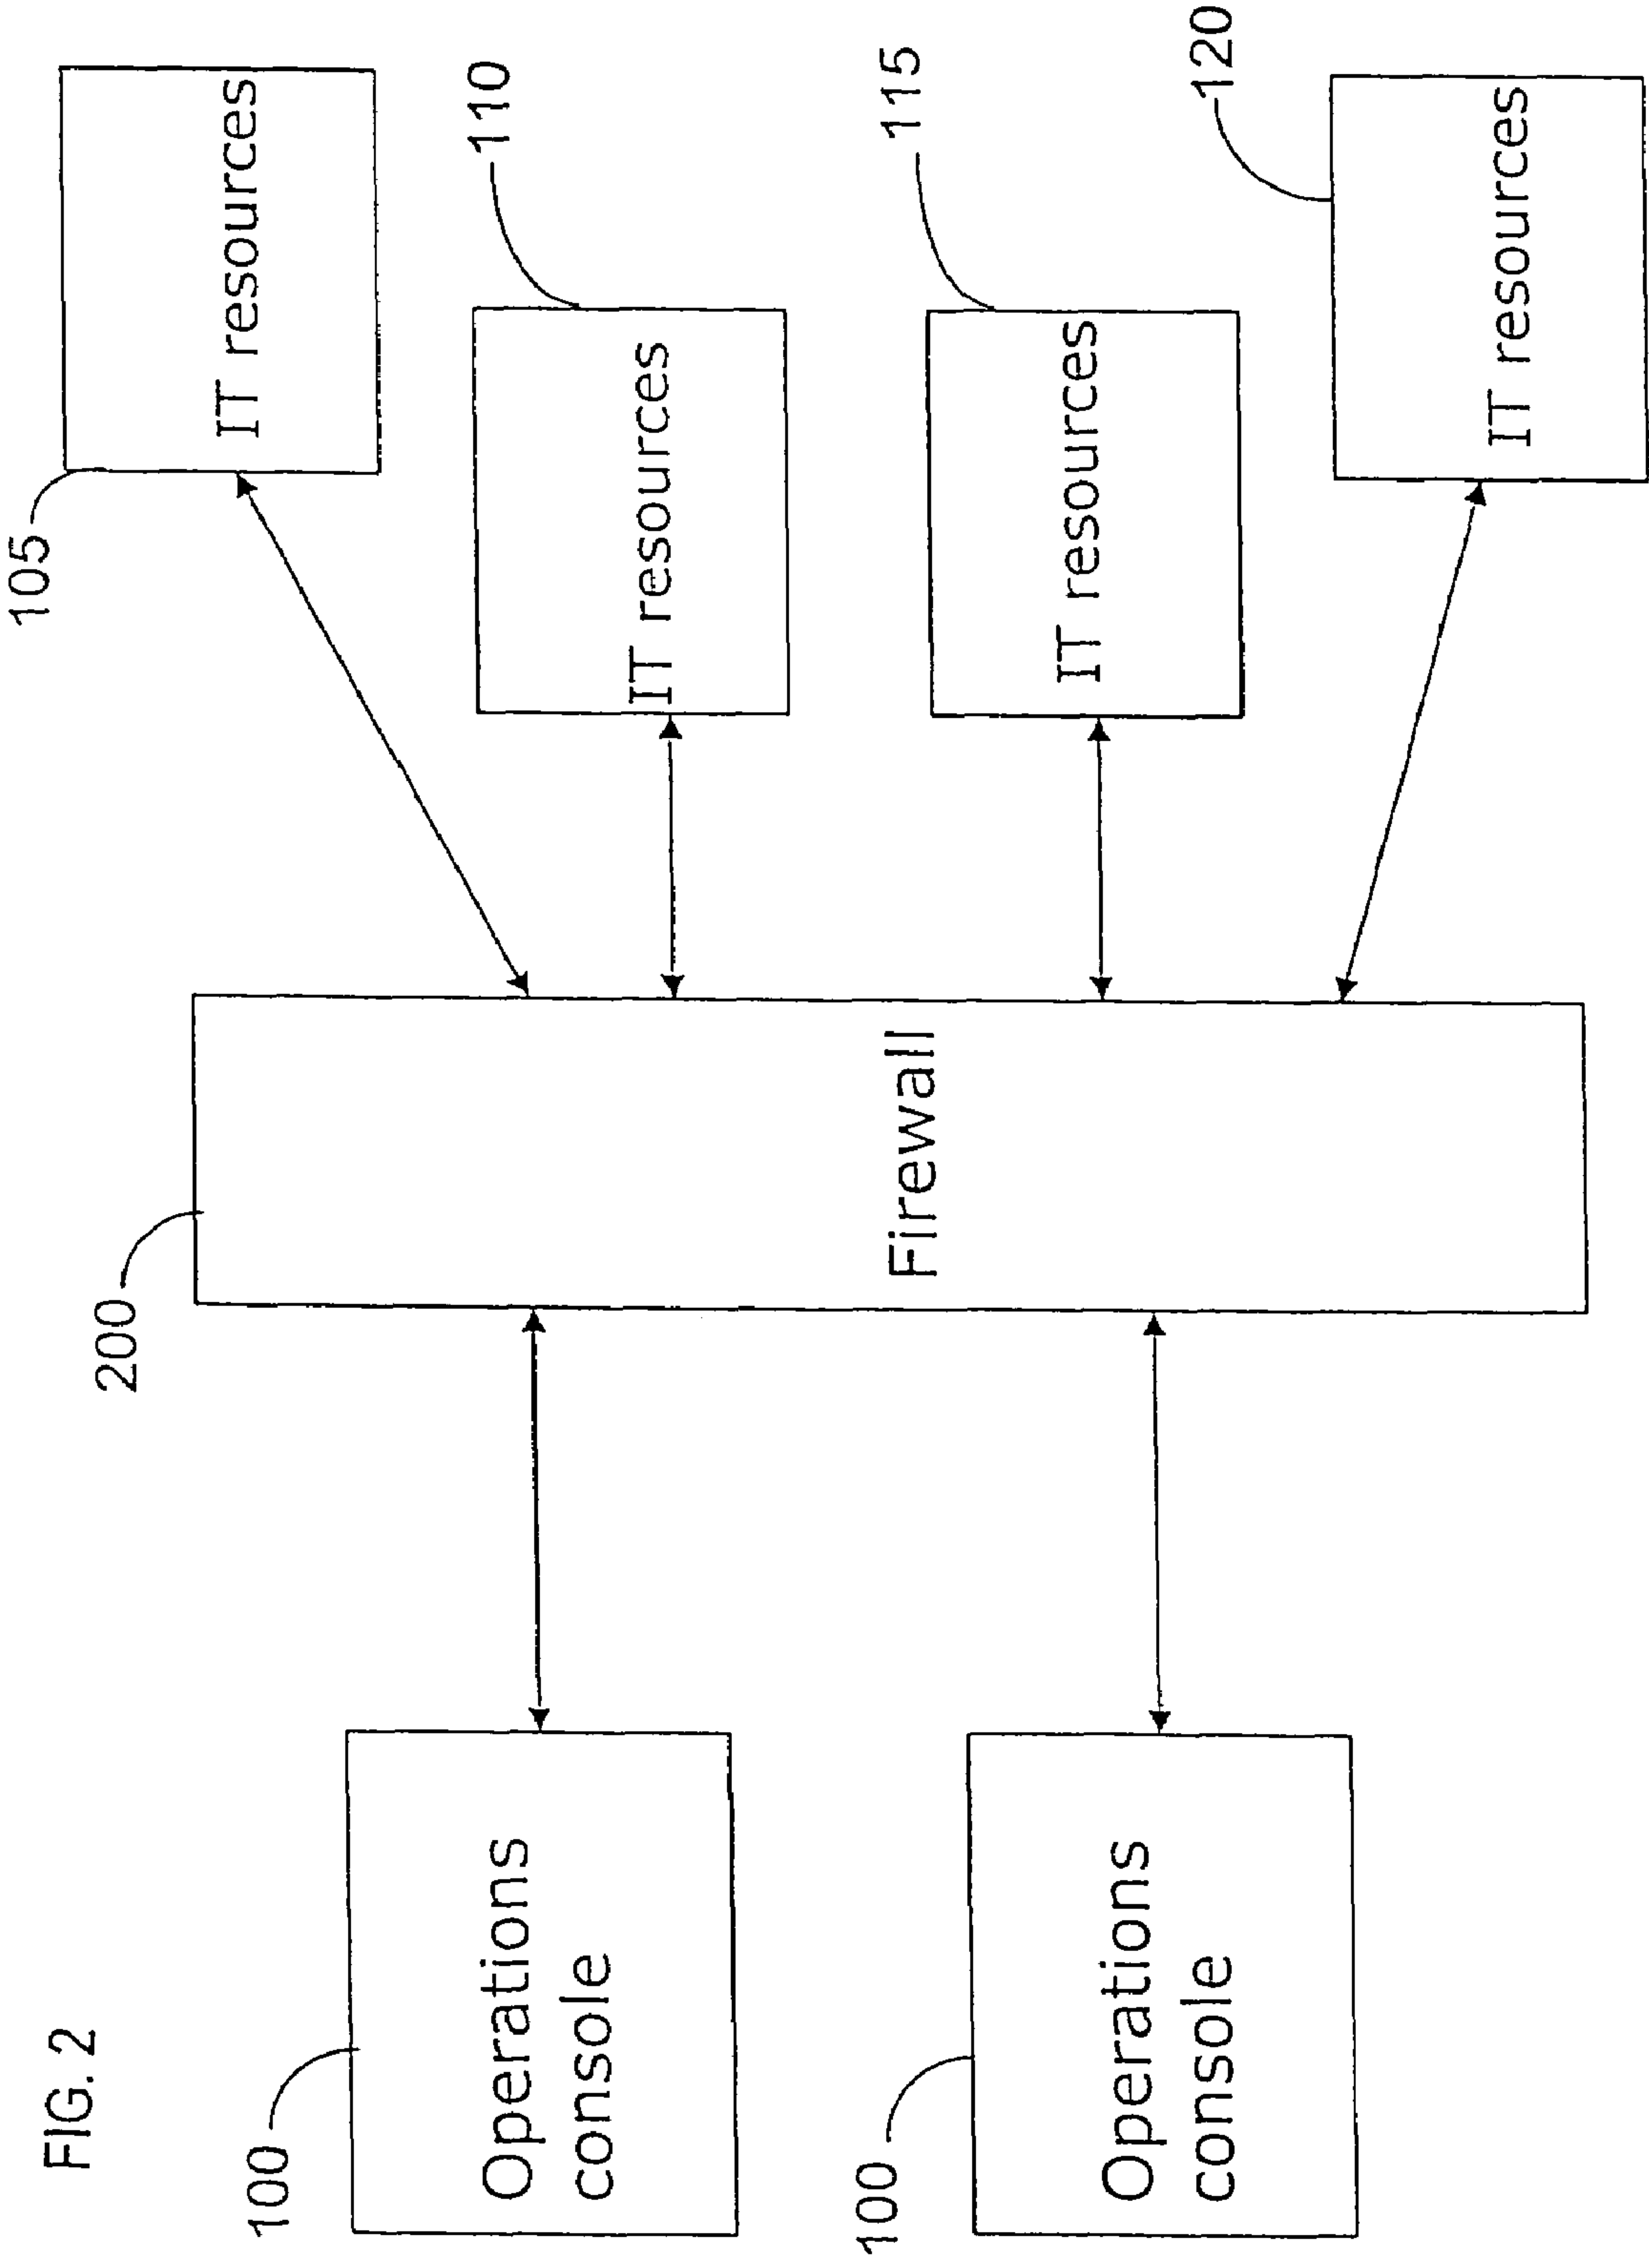 FIG. 2
100
Operations
console
100
Operations
console
200
Firewall
105
IT resources
110
IT resources
115
IT resources
120
IT resources